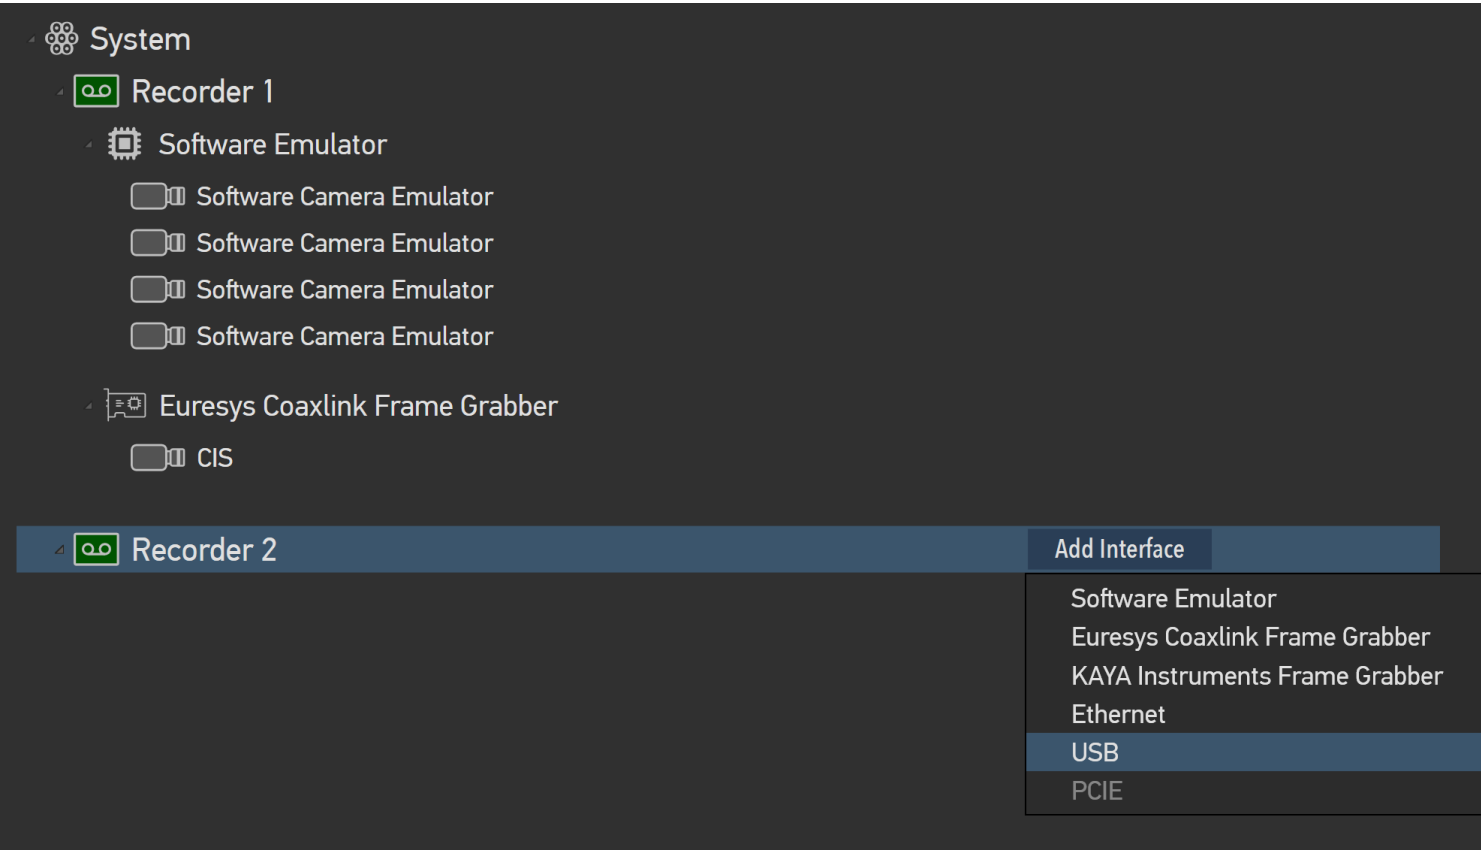 System
Recorder 1
Software Emulator
Software Camera Emulator
Software Camera Emulator
Software Camera Emulator
Software Camera Emulator
Euresys Coaxlink Frame Grabber
CIS
Recorder 2
Add Interface
Software Emulator
Euresys Coaxlink Frame Grabber
KAYA Instruments Frame Grabber
Ethernet
USB
PCIE